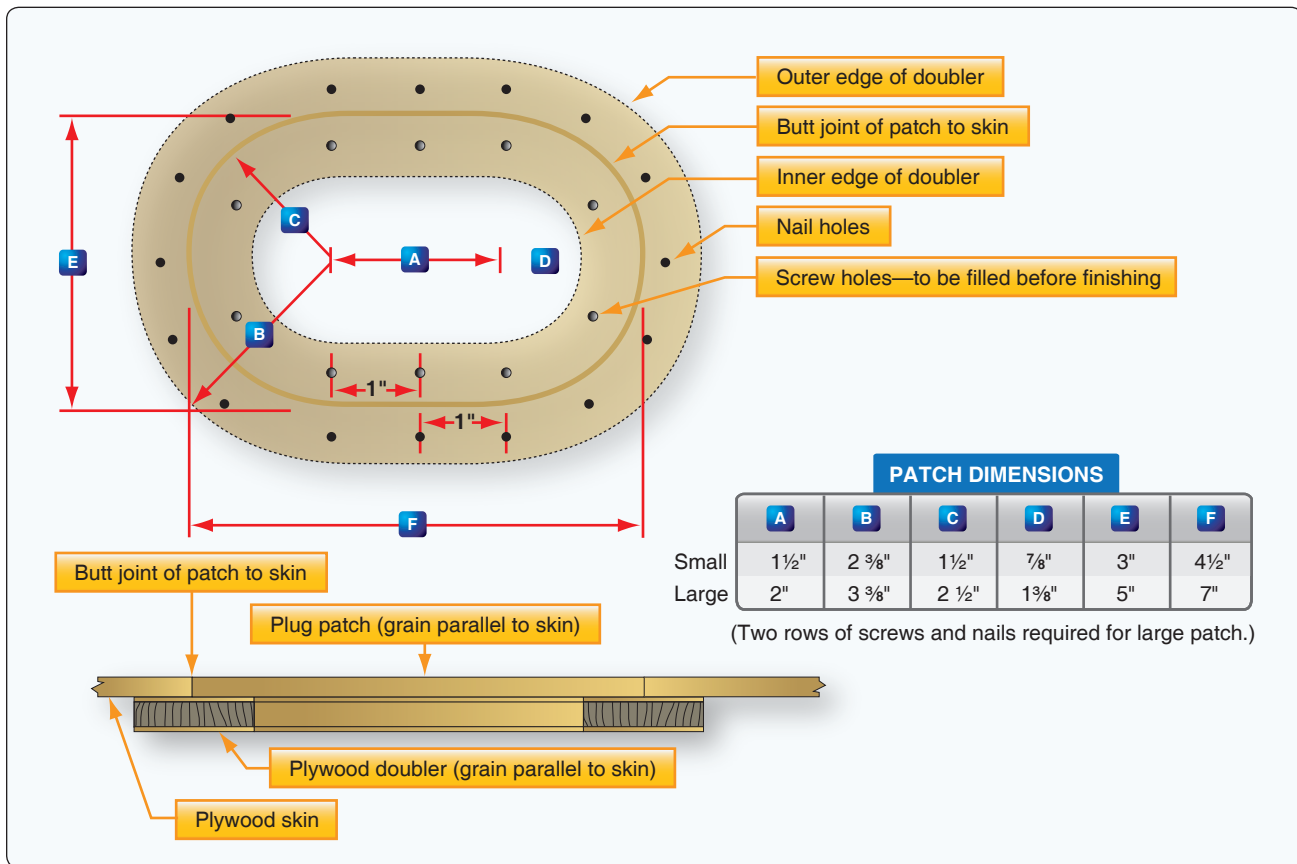 Outer edge of doubler
Butt joint of patch to skin
Inner edge of doubler
Nail holes
Screw holes—to be filled before finishing
C
E
A
D
B
1"
1"
F
PATCH DIMENSIONS
A B C D E F
Small 1½" 2 ⅜" 1½" ⅞" 3" 4½"
Large 2" 3 ⅜" 2 ½" 1⅜" 5" 7"
(Two rows of screws and nails required for large patch.)
Butt joint of patch to skin
Plug patch (grain parallel to skin)
Plywood doubler (grain parallel to skin)
Plywood skin